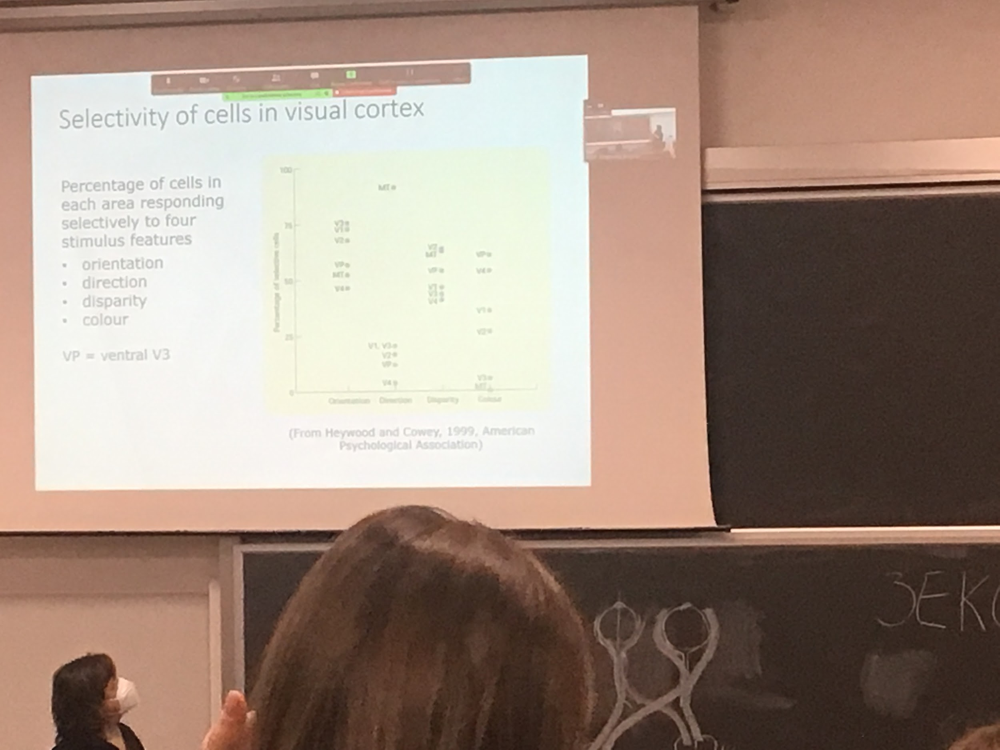 Selectivity of cells in visual cortex
Percentage of cells in
each area responding
selectively to four
stimulus features
• orientation
• direction
• disparity
• colour
VP = ventral V3
Percentage of selective cells
100
75
50
25
0
V3
V1
V2
VP
MT
V4
MT
V1, V3
V2
VP
V4
V2
MT
VP
V1
V3
V4
VP
V4
V1
V2
V3
MT
Orientation Direction Disparity Colour
(From Heywood and Cowey, 1999, American
Psychological Association)